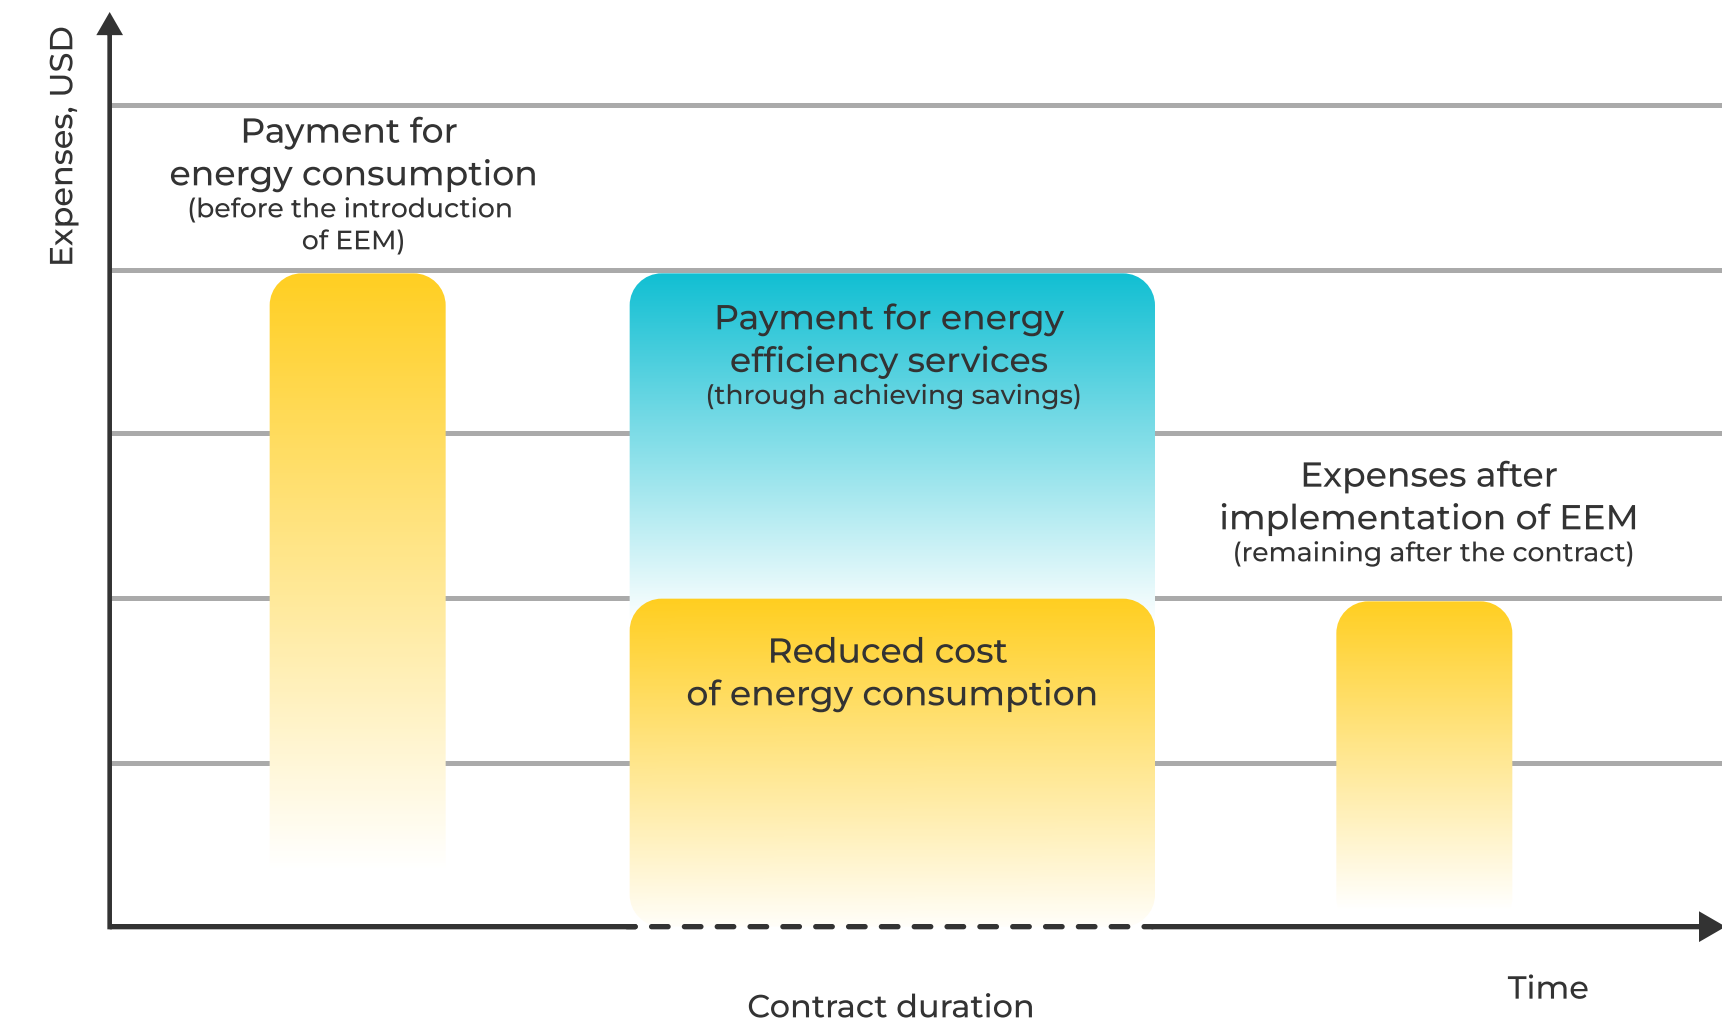 Expenses, USD
Payment for
energy consumption
(before the introduction
of EEM)
Payment for energy
efficiency services
(through achieving savings)
Reduced cost
of energy consumption
Expenses after
implementation of EEM
(remaining after the contract)
Contract duration
Time